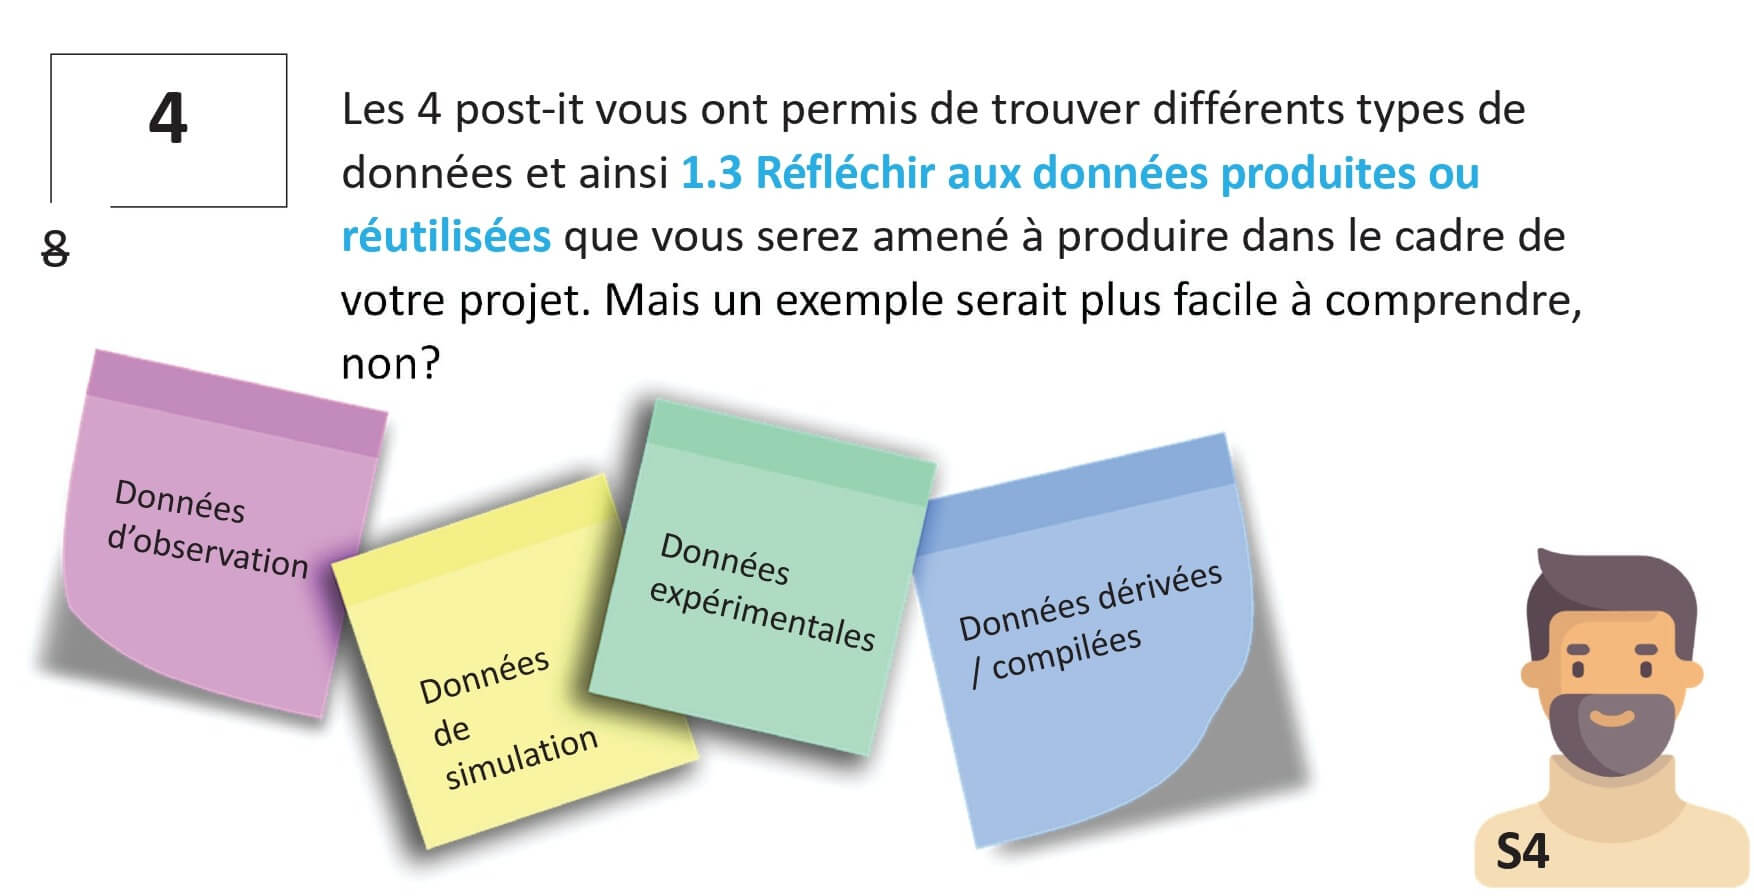 4
Les 4 post-it vous ont permis de trouver différents types de
données et ainsi 1.3 Réfléchir aux données produites ou
réutilisées que vous serez amené à produire dans le cadre de
votre projet. Mais un exemple serait plus facile à comprendre,
non?
8
Données
d'observation
Données
de
simulation
Données
expérimentales
Données dérivées
/ compilées
S4